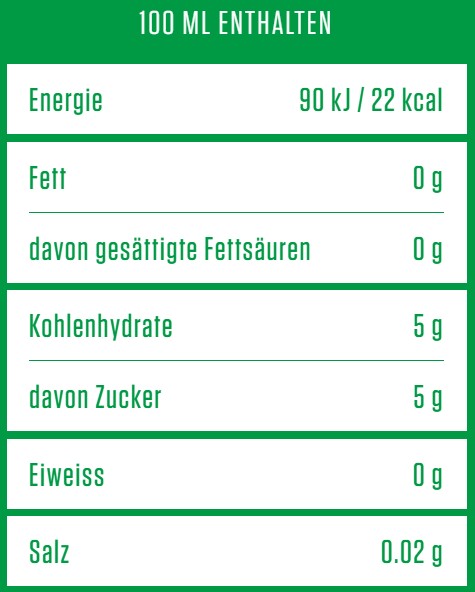 100 ML ENTHALTEN
Energie 90 kJ / 22 kcal
Fett 0 g
davon gesättigte Fettsäuren 0 g
Kohlenhydrate 5 g
davon Zucker 5 g
Eiweiss 0 g
Salz 0.02 g